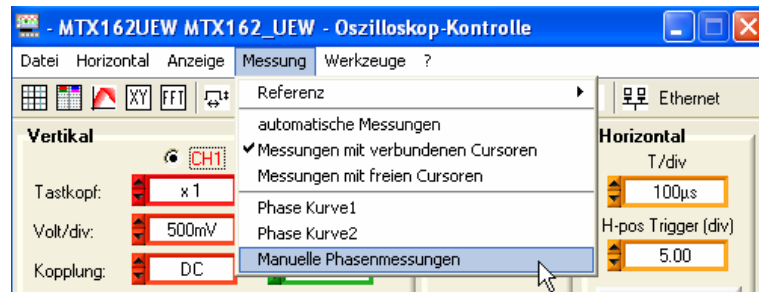 - MTX162UEW MTX162_UEW - Oszilloskop-Kontrolle
Datei Horizontal Anzeige Messung Werkzeuge ?
XY FFT Ethernet
Referenz
automatische Messungen
Messungen mit verbundenen Cursoren
Messungen mit freien Cursoren
Phase Kurve1
Phase Kurve2
Manuelle Phasenmessungen
Vertikal
CH1
Tastkopf: x 1
Volt/div: 500mV
Kopplung: DC
Horizontal
T/div
100µs
H-pos Trigger (div)
5.00